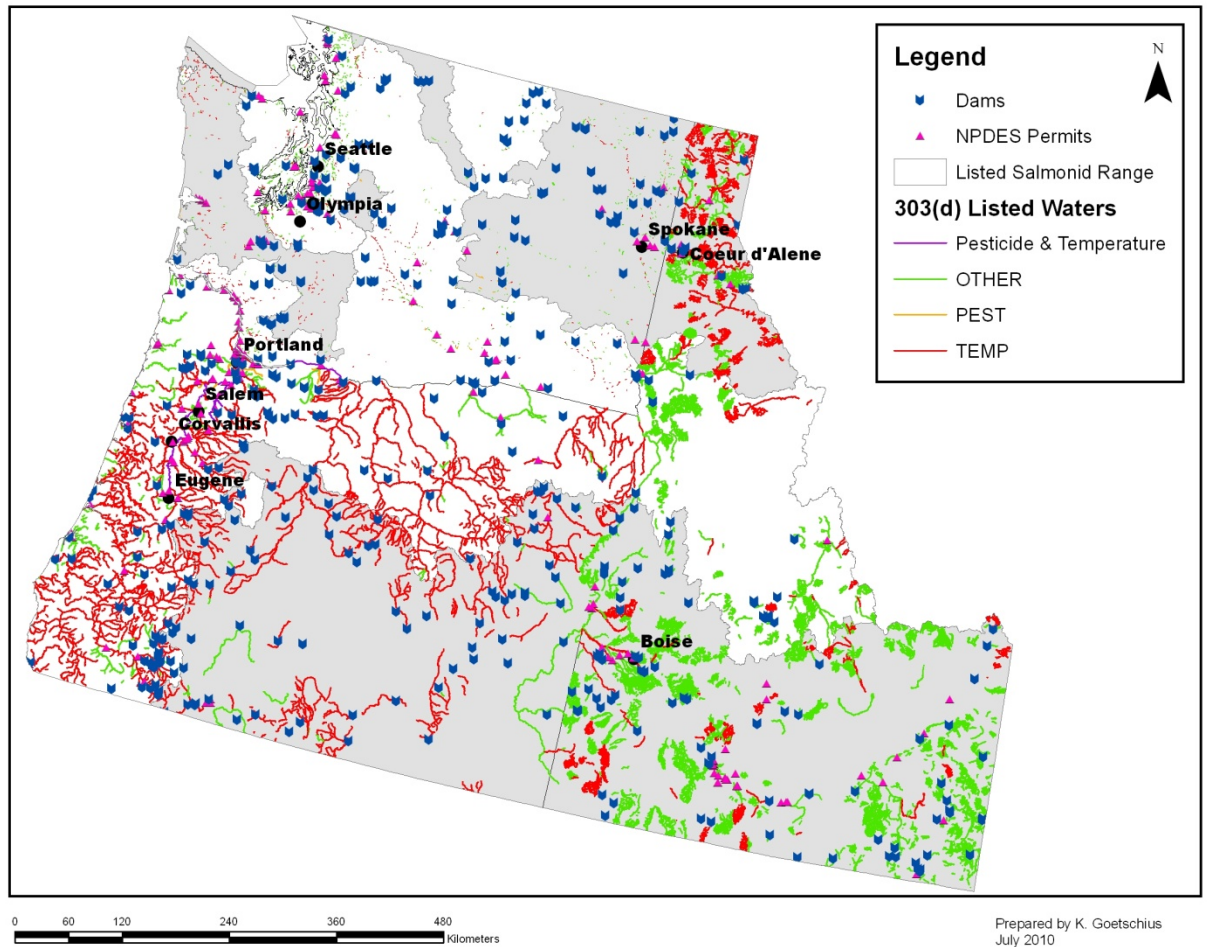 Legend
N
Dams
NPDES Permits
Listed Salmonid Range
303(d) Listed Waters
Pesticide & Temperature
OTHER
PEST
TEMP
Seattle
Olympia
Spokane
Coeur d'Alene
Portland
Salem
Corvallis
Eugene
Boise
0 60 120 240 360 480
Kilometers
Prepared by K. Goetschius
July 2010